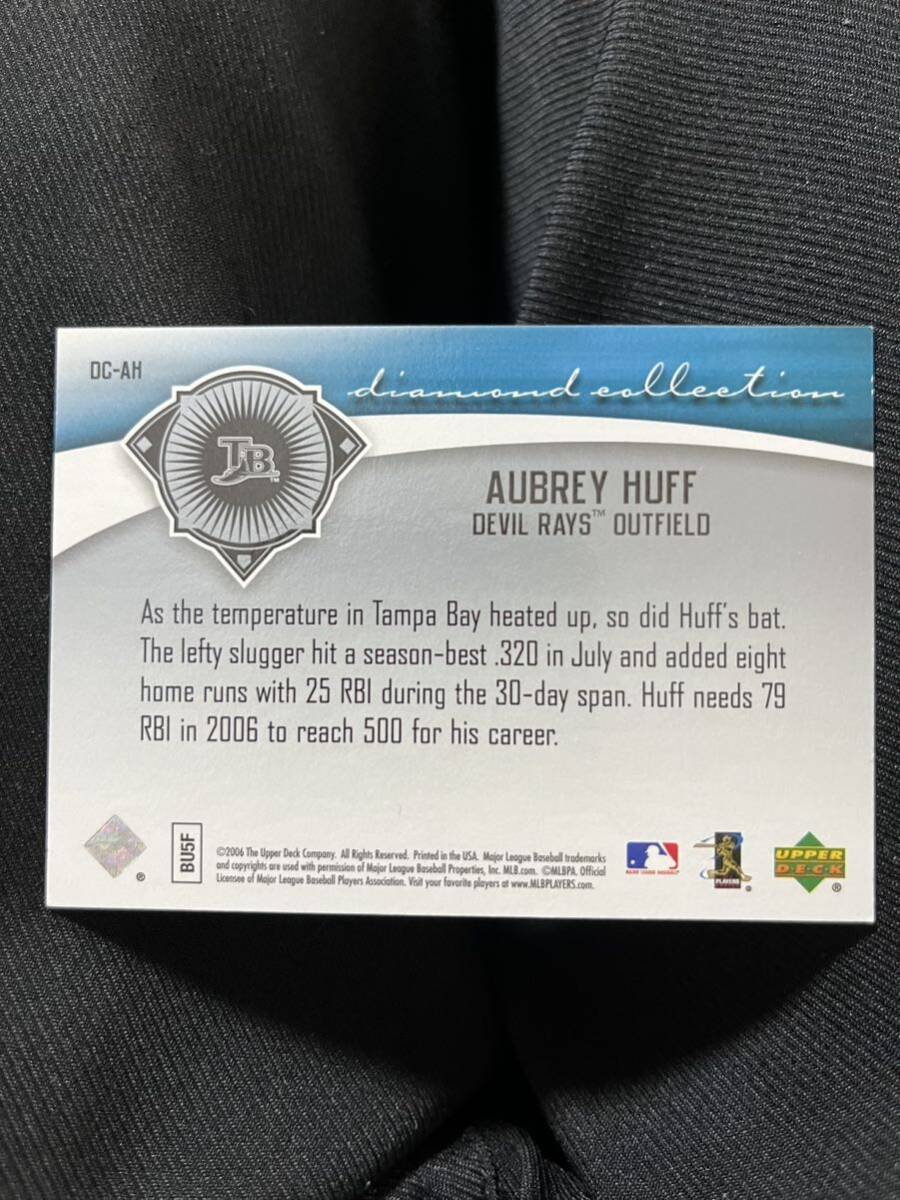 DC-AH
diamond collection
TB™
AUBREY HUFF
DEVIL RAYS™ OUTFIELD
As the temperature in Tampa Bay heated up, so did Huff's bat.
The lefty slugger hit a season-best .320 in July and added eight
home runs with 25 RBI during the 30-day span. Huff needs 79
RBI in 2006 to reach 500 for his career.
®
BU5F
©2006 The Upper Deck Company. All Rights Reserved. Printed in the USA. Major League Baseball trademarks
and copyrights are used with permission of Major League Baseball Properties, Inc. MLB.com. ©MLBPA. Official
Licensee of Major League Baseball Players Association. Visit your favorite players at www.MLBPLAYERS.com.
MAJOR LEAGUE BASEBALL
PLAYERS ®
UPPER
DECK ®